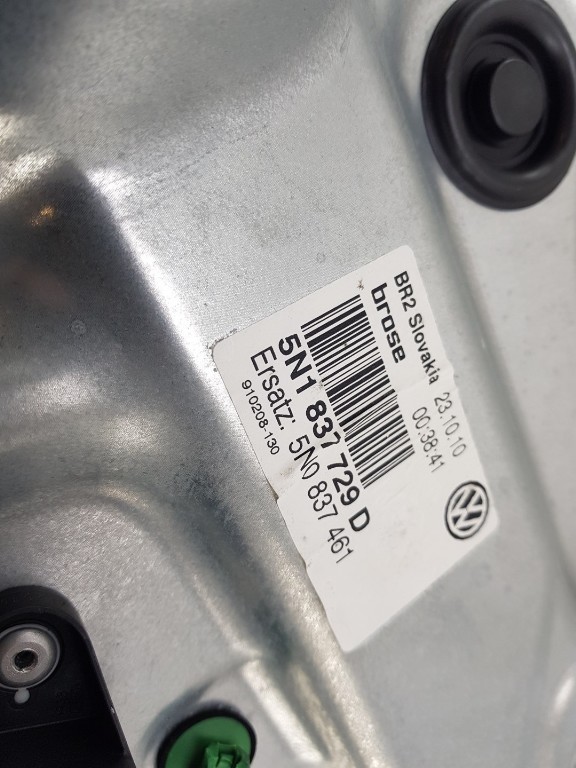 BR2 Slovakia 23.10.10
brose 00:38:41
5N1 837 729 D
Ersatz: 5N0 837 461
910208-130